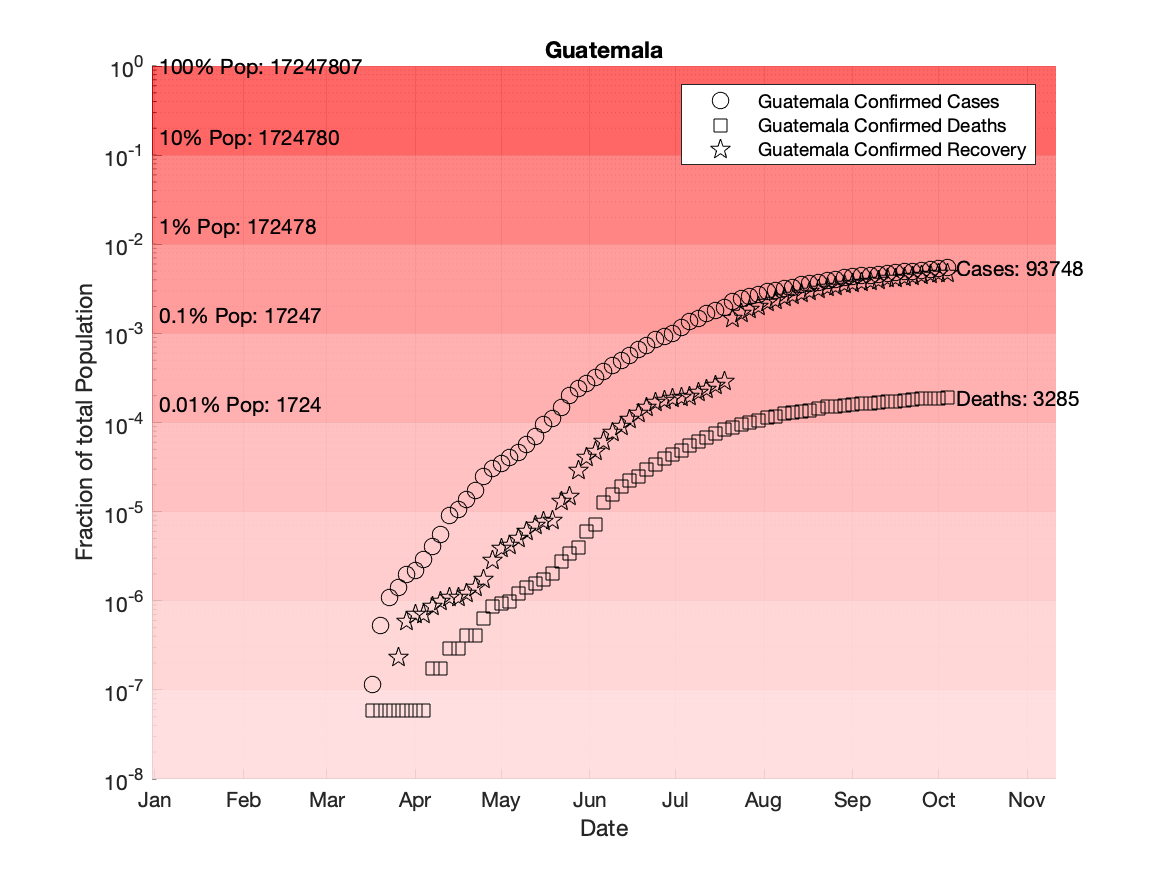 Guatemala
10^0
100% Pop: 17247807
Guatemala Confirmed Cases
Guatemala Confirmed Deaths
Guatemala Confirmed Recovery
10% Pop: 1724780
10^-1
1% Pop: 172478
10^-2
Cases: 93748
0.1% Pop: 17247
10^-3
0.01% Pop: 1724
Deaths: 3285
10^-4
10^-5
10^-6
10^-7
10^-8
Fraction of total Population
Jan Feb Mar Apr May Jun Jul Aug Sep Oct Nov
Date